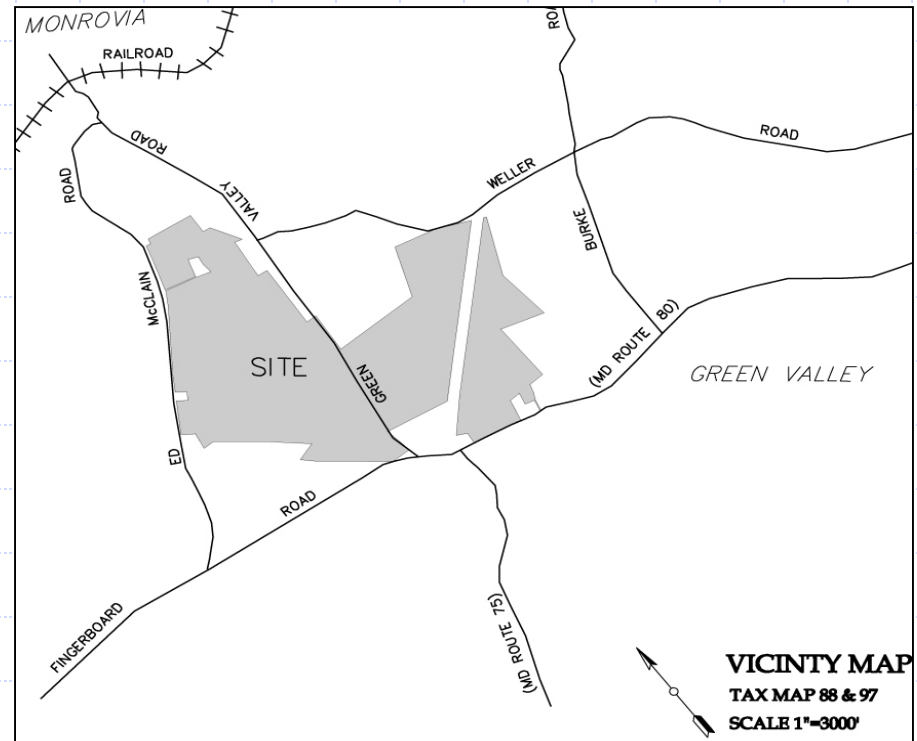 MONROVIA
RAILROAD
ROAD
ROAD
ROAD
VALLEY
WELLER
ROAD
BURKE
McCLAIN
SITE
GREEN
(MD ROUTE 80)
GREEN VALLEY
ED
ROAD
FINGERBOARD
(MD ROUTE 75)
VICINTY MAP
TAX MAP 88 & 97
SCALE 1"=3000'